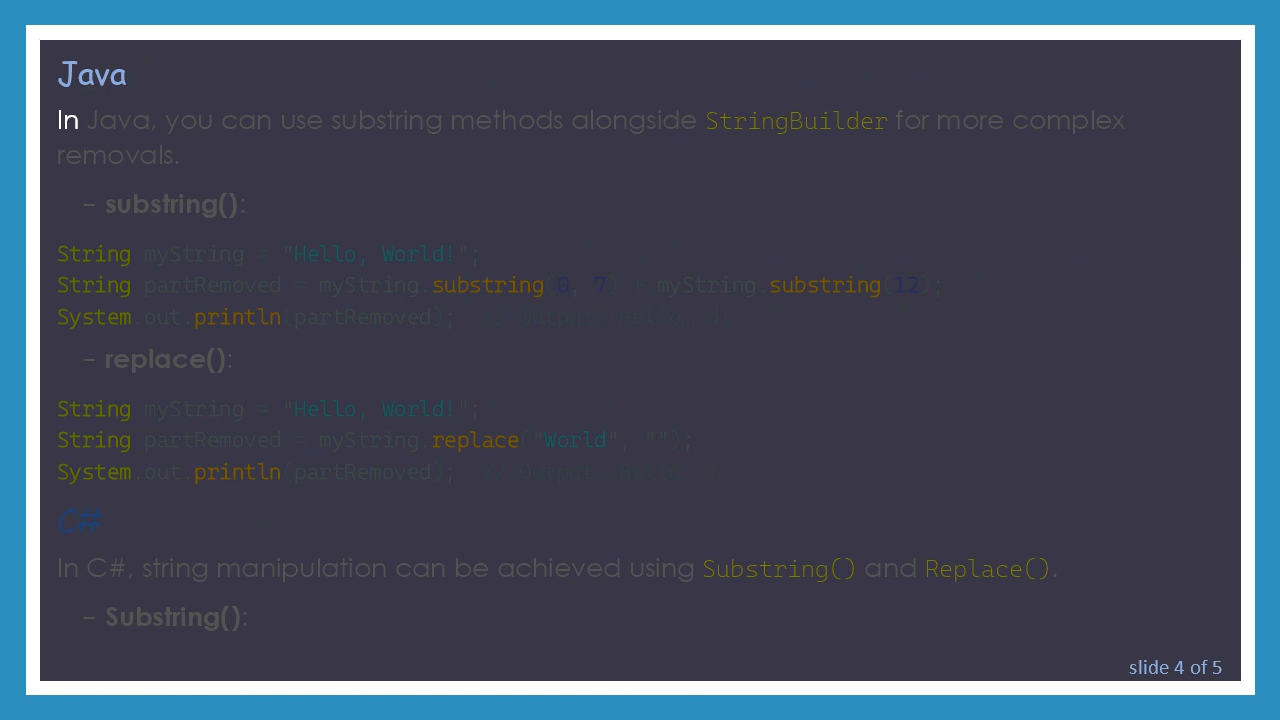 Java
In Java, you can use substring methods alongside StringBuilder for more complex
removals.
– substring():
String myString = "Hello, World!";
String partRemoved = myString.substring(0, 7) + myString.substring(12);
System.out.println(partRemoved); // Output:
– replace():
String myString = "Hello, World!";
String partRemoved = myString.replace("World", "");
System.out.println(partRemoved); // Output:
C#
In C#, string manipulation can be achieved using Substring() and Replace().
– Substring():
slide 4 of 5